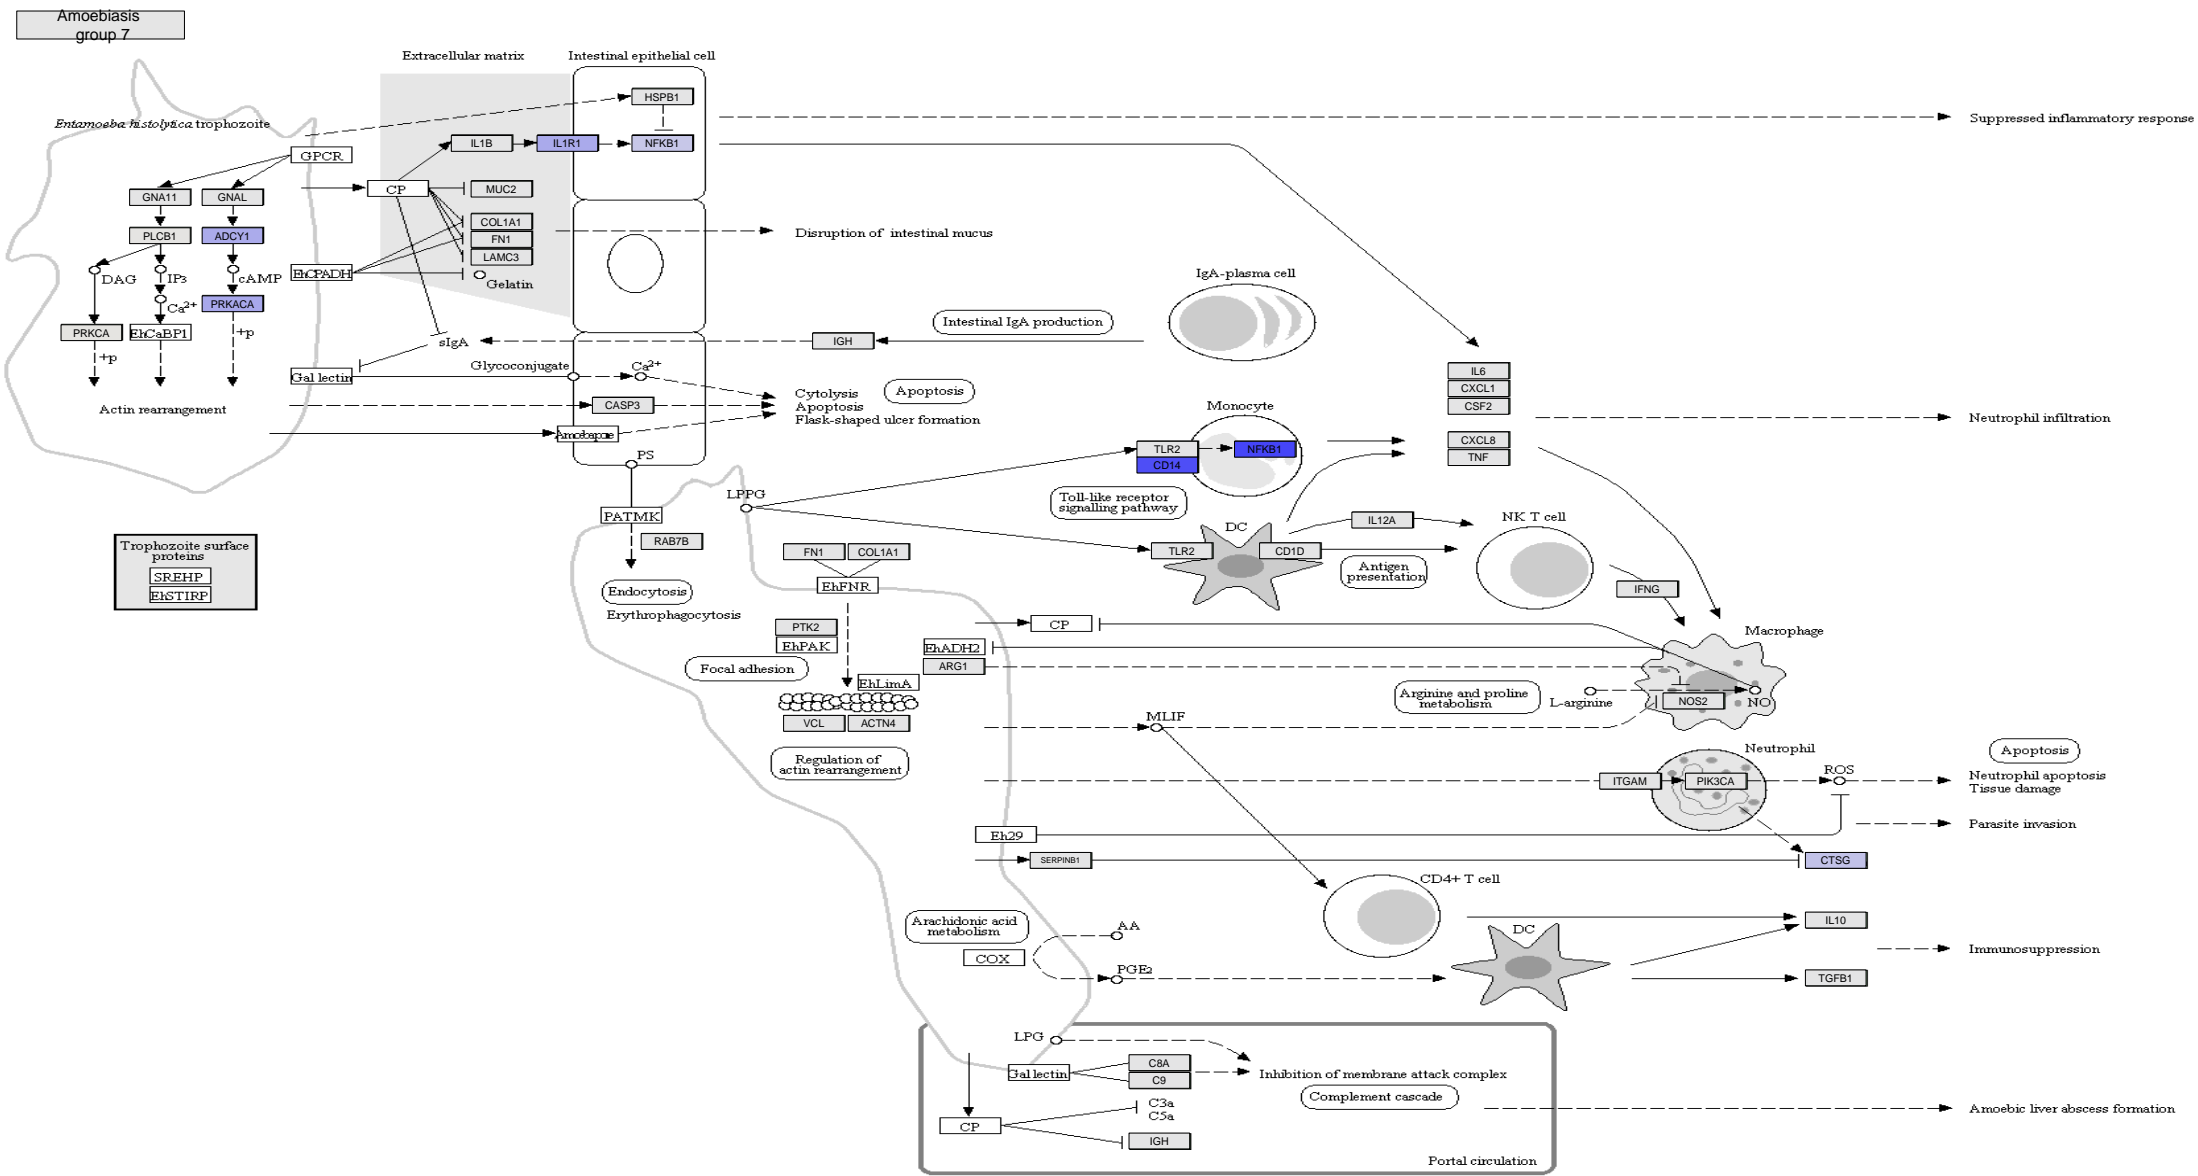 Amoebiasis
group 7
Extracellular matrix
Intestinal epithelial cell
HSPB1
Entamoeba histolytica trophozoite
Suppressed inflammatory response
GPCR
IL1B
IL1R1
NFKB1
GNA11
GNAL
CP
MUC2
PLCB1
ADCY1
COL1A1
FN1
LAMC3
Disruption of intestinal mucus
DAG
IP3
cAMP
EhCPADH
Gelatin
IgA-plasma cell
Ca2+
PRKACA
PRKCA
EhCaBP1
+p
+p
sIgA
IGH
Intestinal IgA production
Gal lectin
Glycoconjugate
Ca2+
Actin rearrangement
CASP3
Cytolysis
Apoptosis
Flask-shaped ulcer formation
Apoptosis
Amoebapore
IL6
CXCL1
CSF2
Neutrophil infiltration
Monocyte
CXCL8
TNF
TLR2
CD14
NFKB1
PS
LPPG
Toll-like receptor
signalling pathway
PATMK
RAB7B
DC
IL12A
NK T cell
Trophozoite surface
proteins
SREHP
EhSTIRP
FN1
COL1A1
TLR2
CD1D
Antigen
presentation
EhFNR
Endocytosis
Erythrophagocytosis
IFNG
PTK2
EhPAK
CP
Macrophage
EhADH2
ARG1
Focal adhesion
EhLimA
Arginine and proline
metabolism
L-arginine
NOS2
NO
VCL
ACTN4
MLIF
Regulation of
actin rearrangement
Neutrophil
Apoptosis
ITGAM
PIK3CA
ROS
Neutrophil apoptosis
Tissue damage
Eh29
Parasite invasion
SERPINB1
CTSG
CD4+ T cell
Arachidonic acid
metabolism
AA
IL10
COX
DC
Immunosuppression
PGE2
TGFB1
LPG
Gal lectin
C8A
C9
Inhibition of membrane attack complex
Complement cascade
C3a
C5a
Amoebic liver abscess formation
CP
IGH
Portal circulation